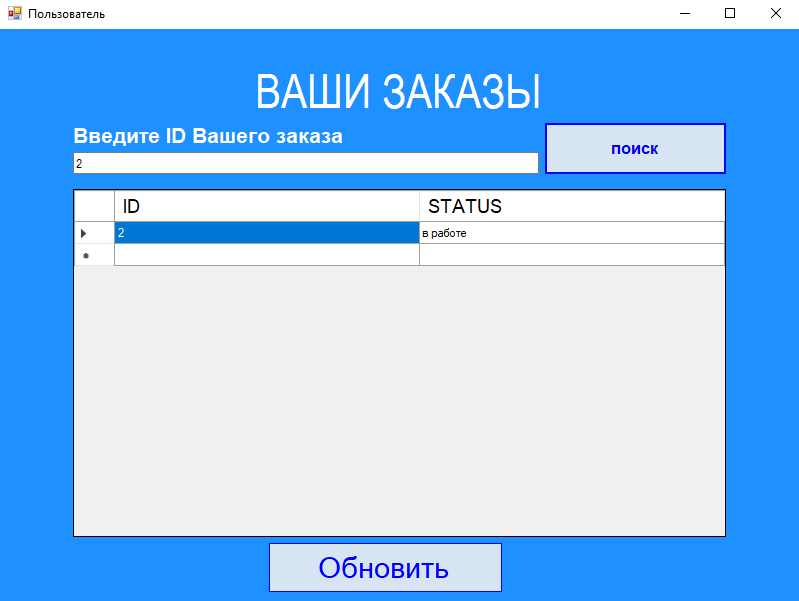 Пользователь
ВАШИ ЗАКАЗЫ
Введите ID Вашего заказа
поиск
2
ID STATUS
2 в работе
Обновить